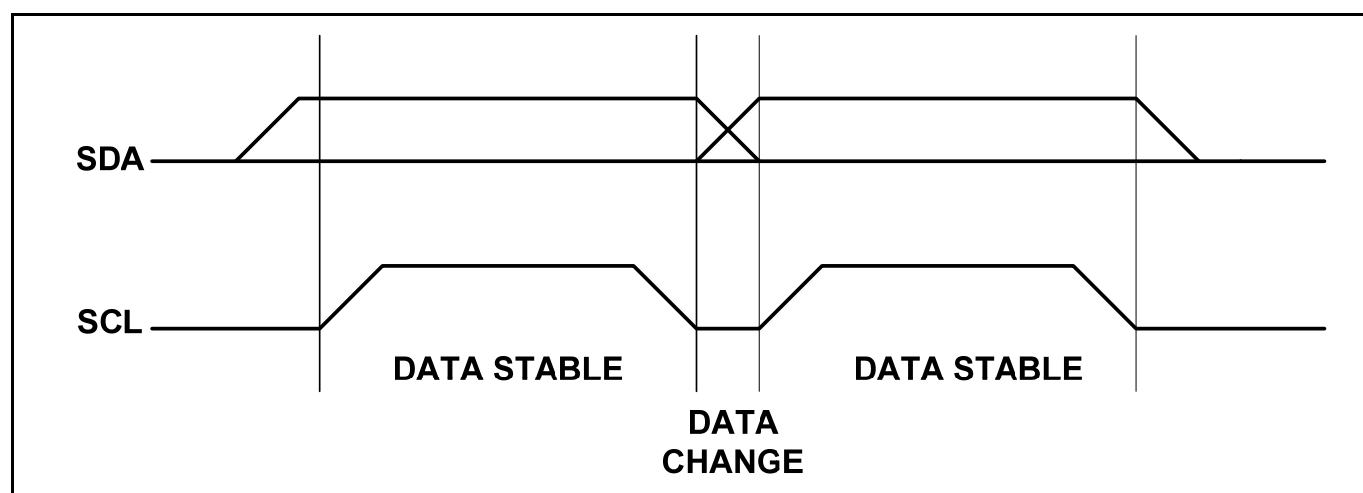 SDA
SCL
DATA STABLE
DATA STABLE
DATA
CHANGE